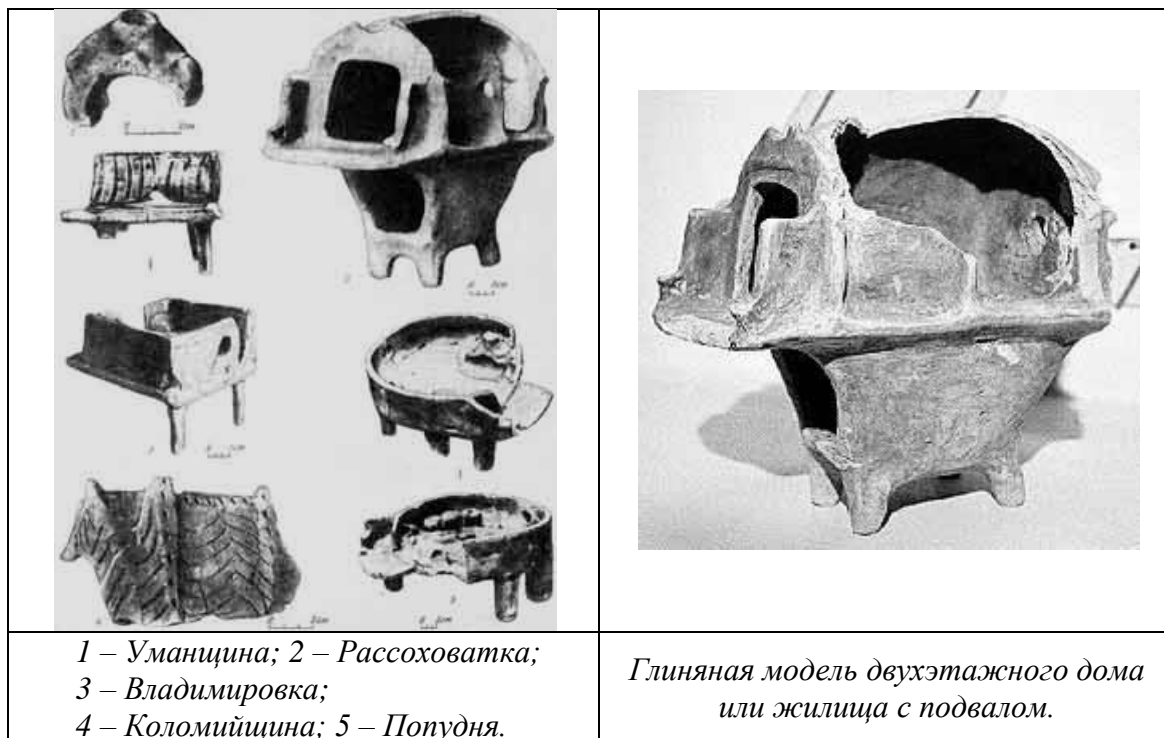 1 – Уманщина; 2 – Рассоховатка;
3 – Владимировка;
4 – Коломийщина; 5 – Попудня.
Глиняная модель двухэтажного дома
или жилища с подвалом.